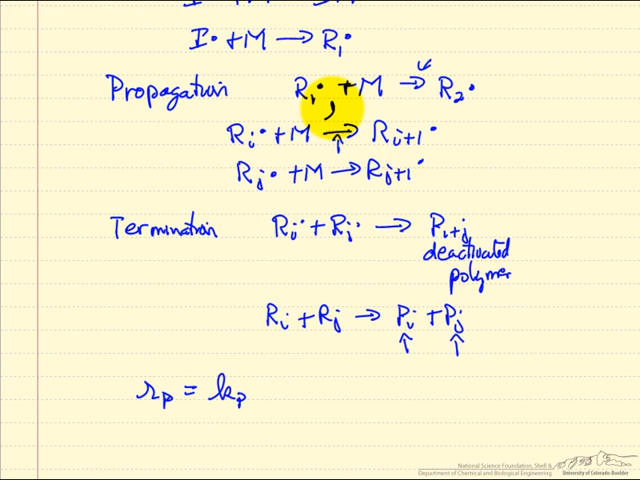 I• + M → R₁•
Propagation R₁• + M → R₂•
Rᵢ• + M → Rᵢ₊₁•
Rⱼ• + M → Rⱼ₊₁•
Termination Rᵢ• + Rⱼ• → Pᵢ₊ⱼ
deactivated
polymer
Rᵢ + Rⱼ → Pᵢ + Pⱼ
rₚ = kₚ
National Science Foundation, Shell &
Department of Chemical and Biological Engineering
University of Colorado-Boulder